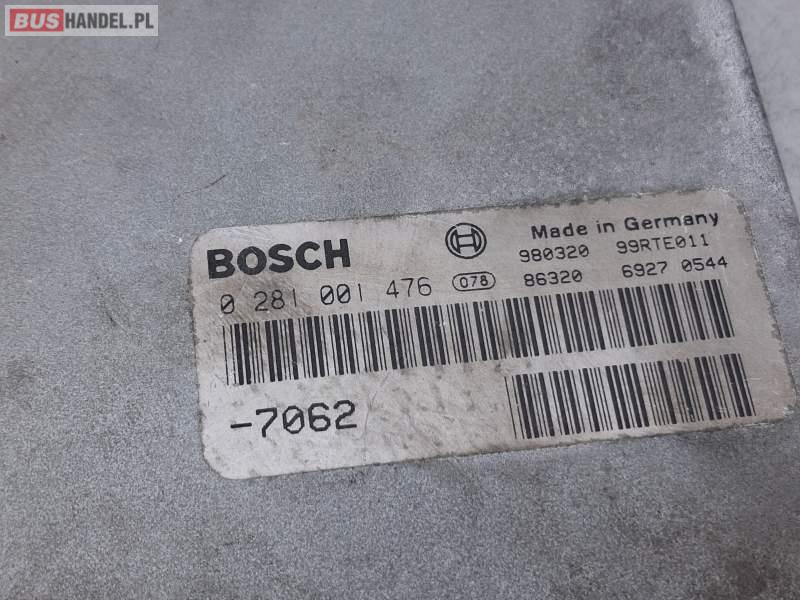 BUSHANDEL.PL
BOSCH
Made in Germany
980320 99RTE011
0 281 001 476 078 86320 6927 0544
-7062